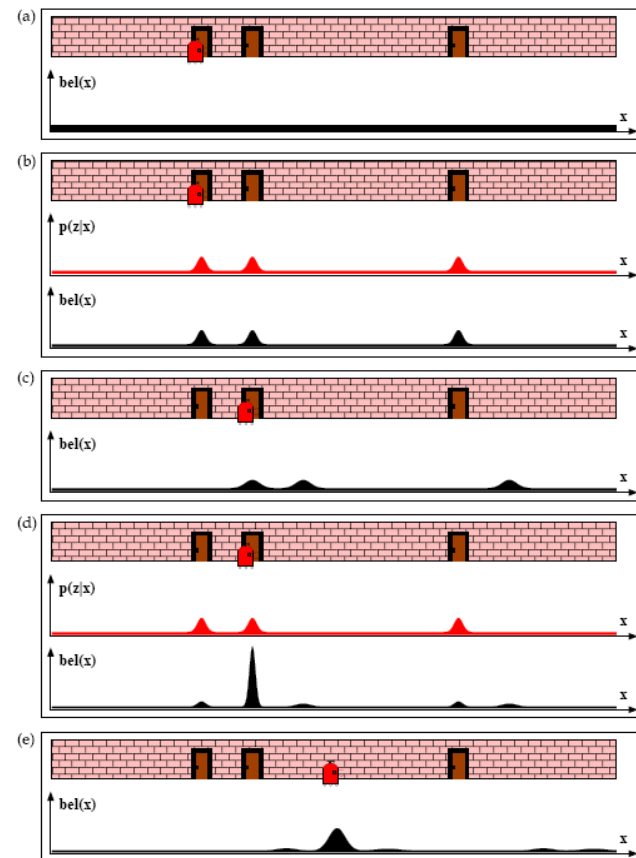 (a)
bel(x)
x
(b)
p(z|x)
x
bel(x)
x
(c)
bel(x)
x
(d)
p(z|x)
x
bel(x)
x
(e)
bel(x)
x